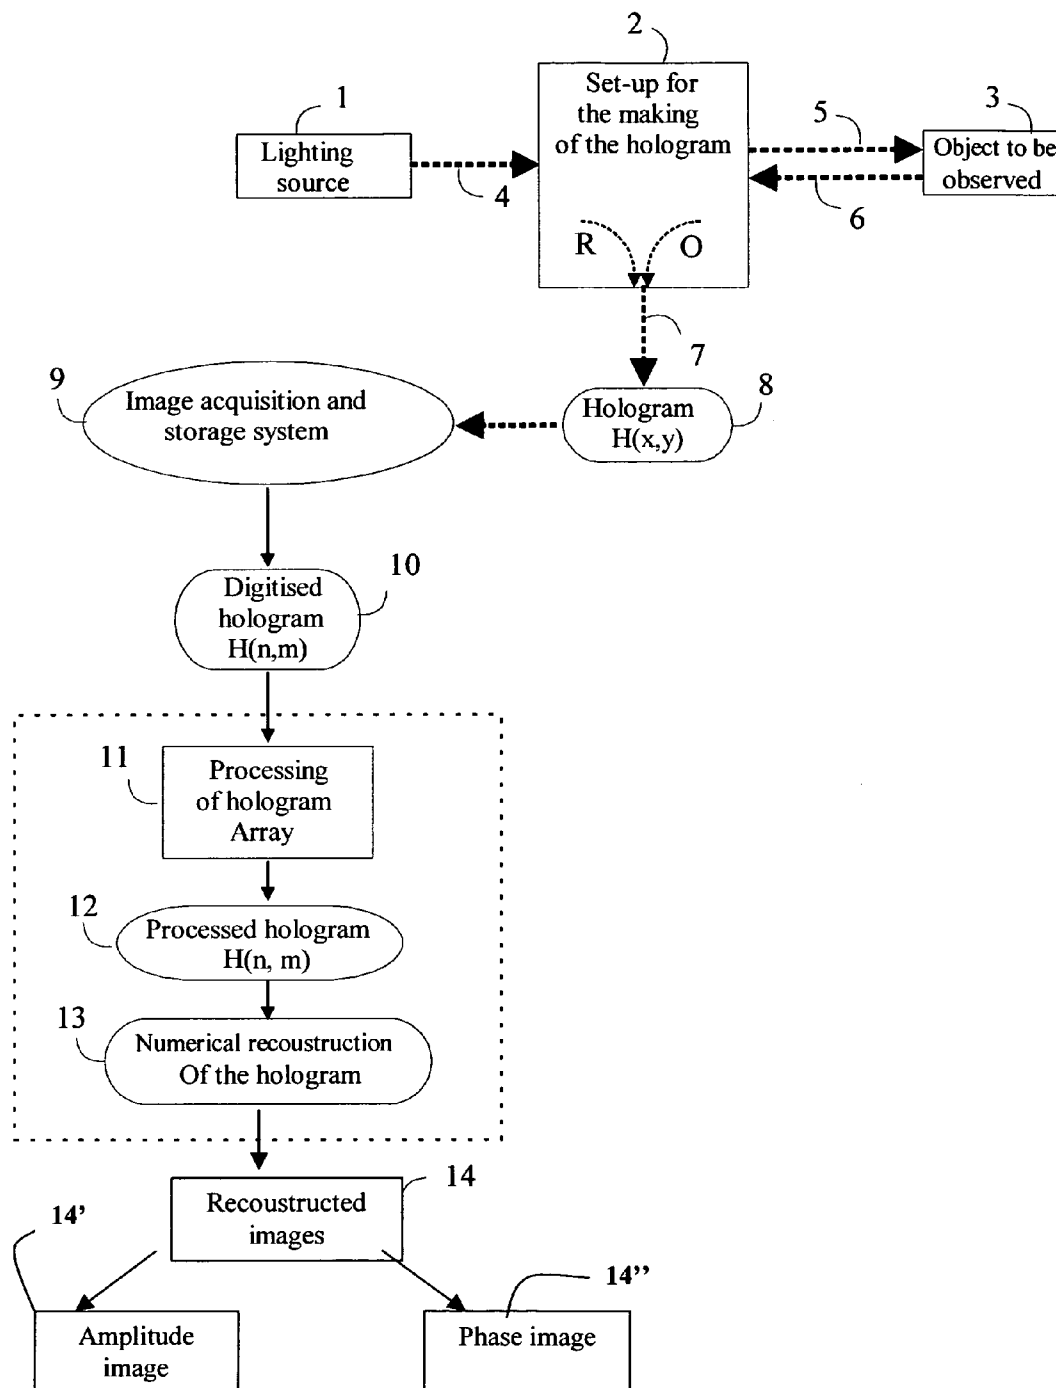 2
1
Set-up for
the making
of the hologram
5
3
Lighting
source
4
Object to be
observed
6
R
O
7
9
Image acquisition and
storage system
Hologram
H(x,y)
8
10
Digitised
hologram
H(n,m)
11
Processing
of hologram
Array
12
Processed hologram
H(n, m)
13
Numerical recoustruction
Of the hologram
14
Recoustructed
images
14'
14''
Amplitude
image
Phase image